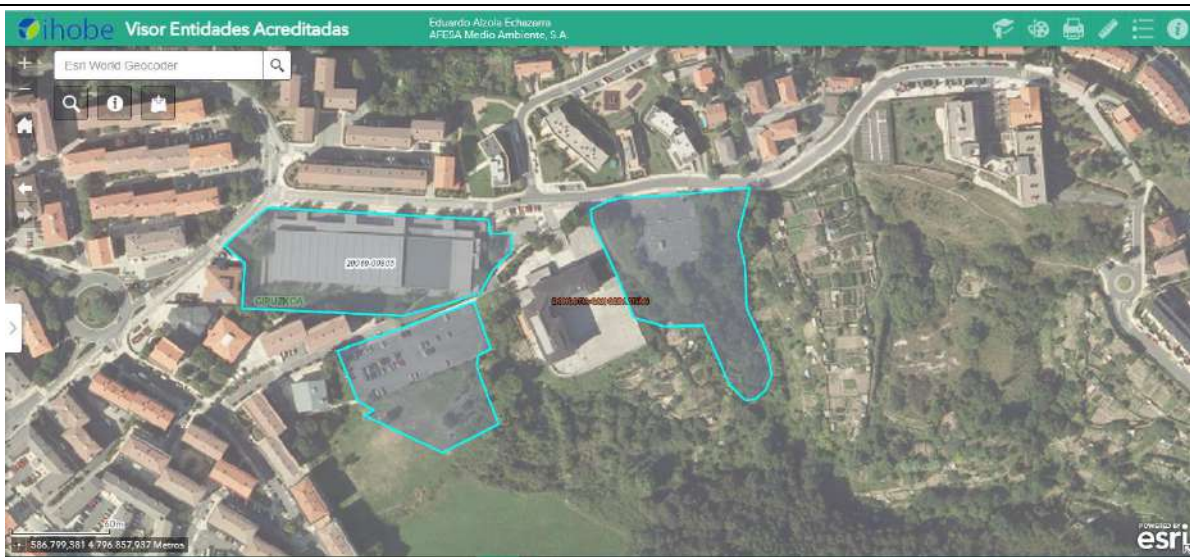 ihobe Visor Entidades Acreditadas
Eduardo Alzola Echezarra
AFESA Medio Ambiente, S.A.
Esri World Geocoder
GIPUZKOA
60m
586.799,381 4.796.857,937 Metros
POWERED BY
esri